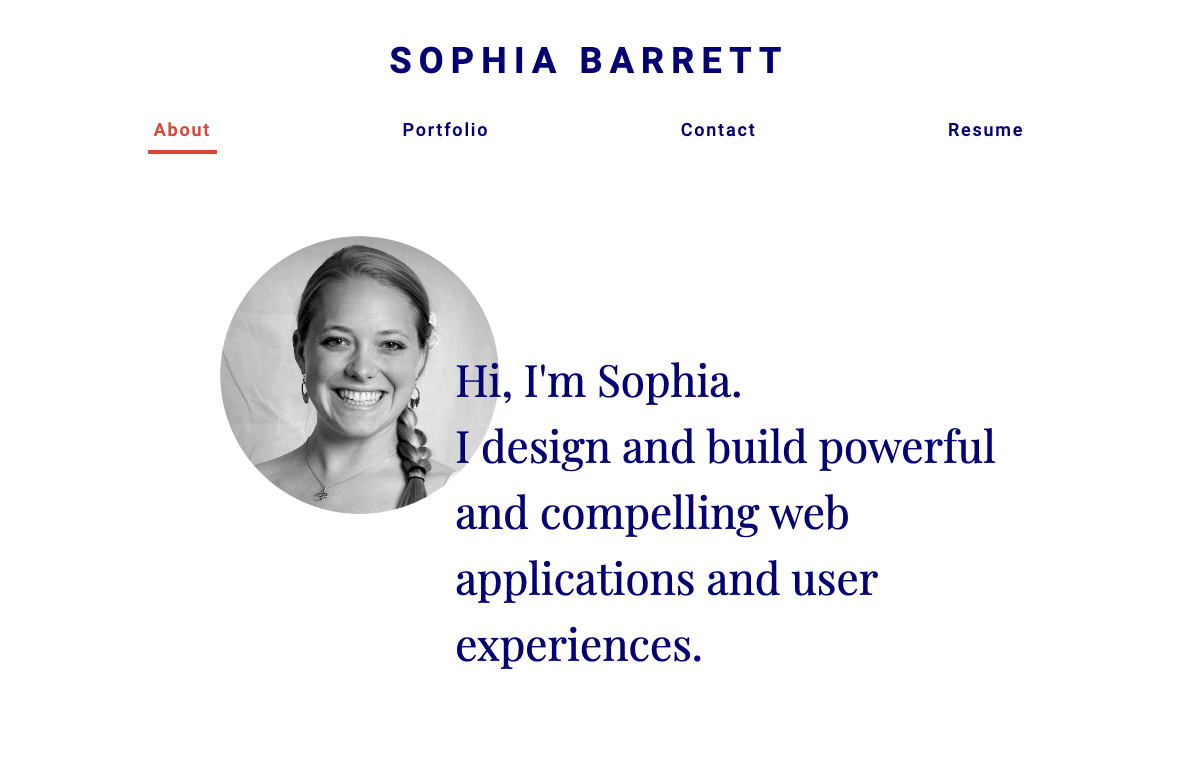 SOPHIA BARRETT
About Portfolio Contact Resume
Hi, I'm Sophia.
I design and build powerful
and compelling web
applications and user
experiences.